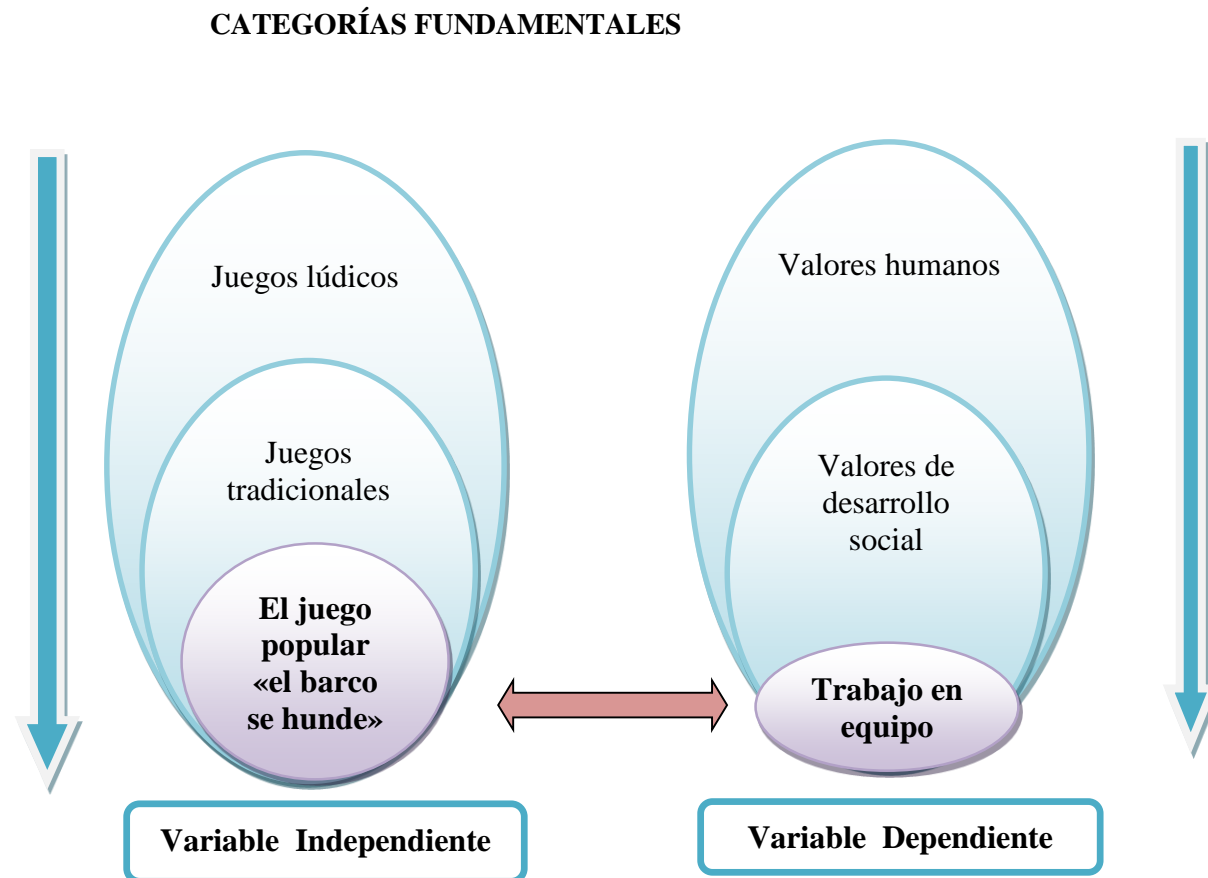 CATEGORÍAS FUNDAMENTALES
Juegos lúdicos
Juegos
tradicionales
El juego
popular
«el barco
se hunde»
Variable Independiente
Valores humanos
Valores de
desarrollo
social
Trabajo en
equipo
Variable Dependiente